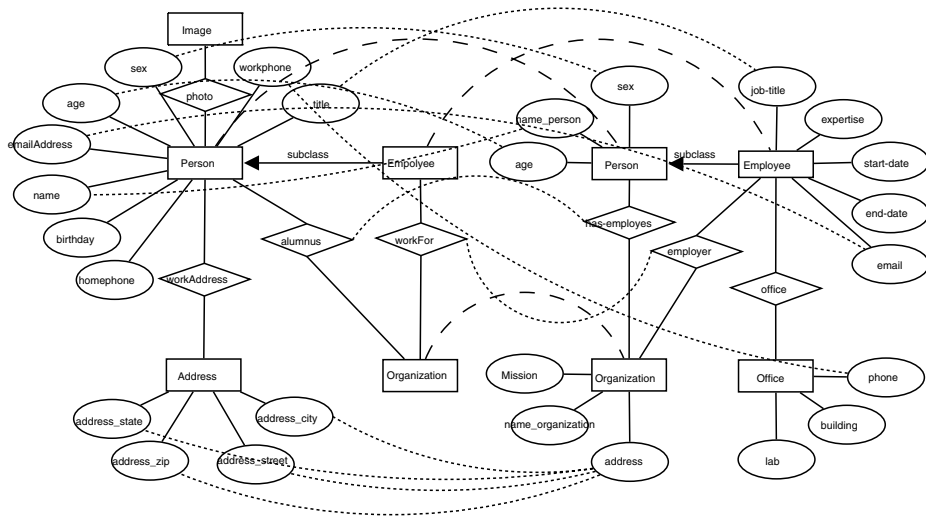 Image
sex
workphone
photo
age
title
emailAddress
Person
subclass
Empolyee
name
birthday
alumnus
workFor
homephone
workAddress
Address
Organization
address_state
address_city
address_zip
address_street
sex
job-title
name_person
expertise
age
Person
subclass
Employee
start-date
has-employes
end-date
employer
email
office
Mission
Organization
Office
phone
name_organization
building
address
lab